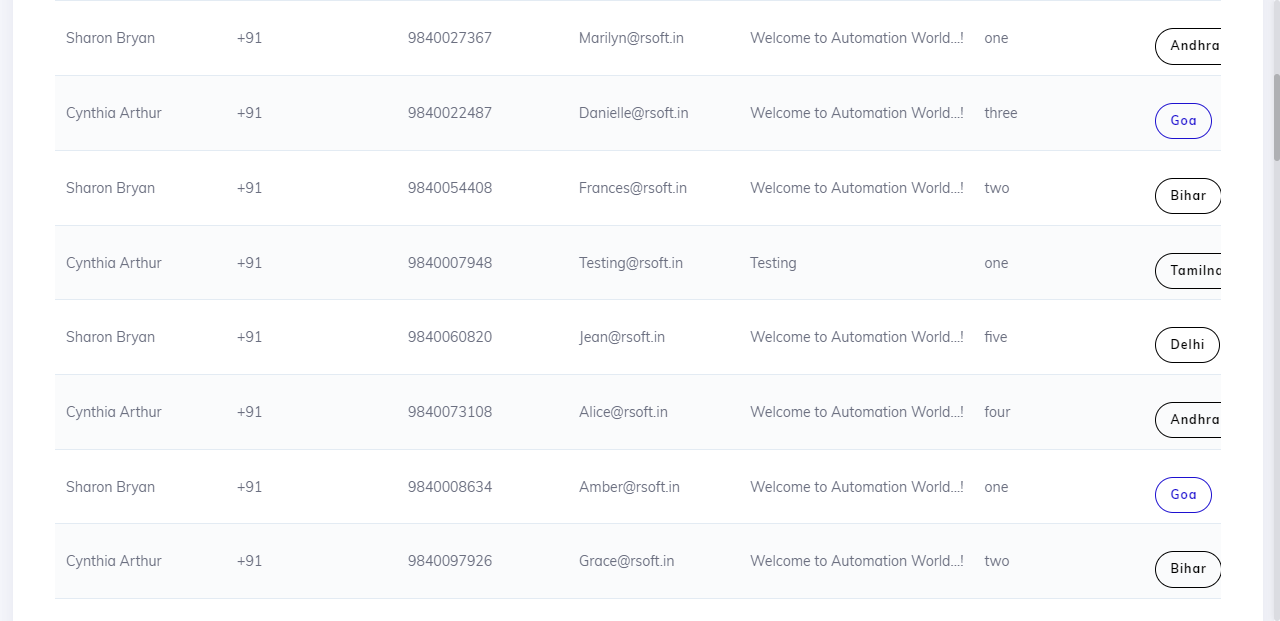 Sharon Bryan +91 9840027367 Marilyn@rsoft.in Welcome to Automation World...! one Andhra
Cynthia Arthur +91 9840022487 Danielle@rsoft.in Welcome to Automation World...! three Goa
Sharon Bryan +91 9840054408 Frances@rsoft.in Welcome to Automation World...! two Bihar
Cynthia Arthur +91 9840007948 Testing@rsoft.in Testing one Tamilna
Sharon Bryan +91 9840060820 Jean@rsoft.in Welcome to Automation World...! five Delhi
Cynthia Arthur +91 9840073108 Alice@rsoft.in Welcome to Automation World...! four Andhra
Sharon Bryan +91 9840008634 Amber@rsoft.in Welcome to Automation World...! one Goa
Cynthia Arthur +91 9840097926 Grace@rsoft.in Welcome to Automation World...! two Bihar